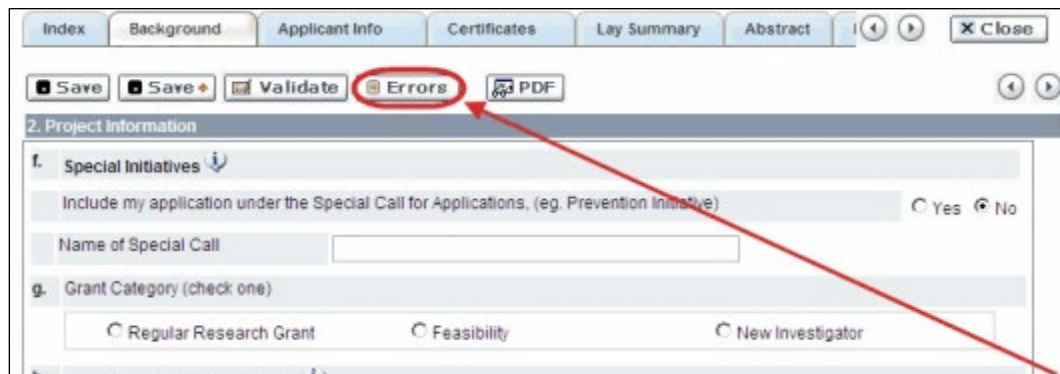 Index Background Applicant Info Certificates Lay Summary Abstract X Close
Save Save Validate Errors PDF
2. Project Information
f. Special Initiatives
Include my application under the Special Call for Applications, (eg. Prevention Initiative) Yes No
Name of Special Call
g. Grant Category (check one)
Regular Research Grant Feasibility New Investigator